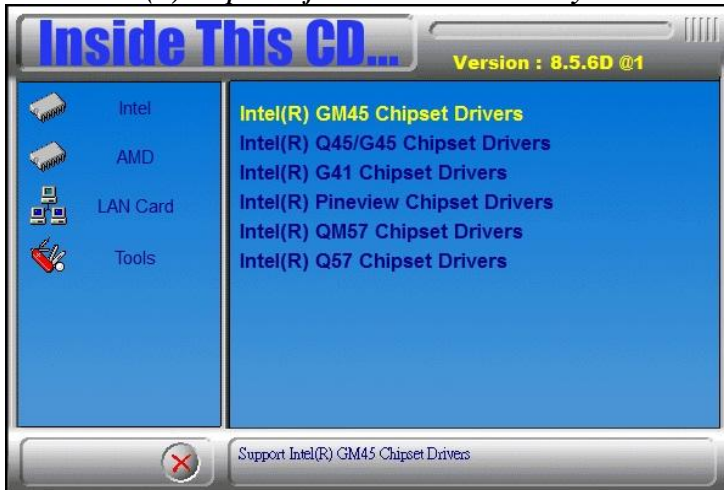 Inside This CD...
Version : 8.5.6D @1
Intel
AMD
LAN Card
Tools
Intel(R) GM45 Chipset Drivers
Intel(R) Q45/G45 Chipset Drivers
Intel(R) G41 Chipset Drivers
Intel(R) Pineview Chipset Drivers
Intel(R) QM57 Chipset Drivers
Intel(R) Q57 Chipset Drivers
Support Intel(R) GM45 Chipset Drivers